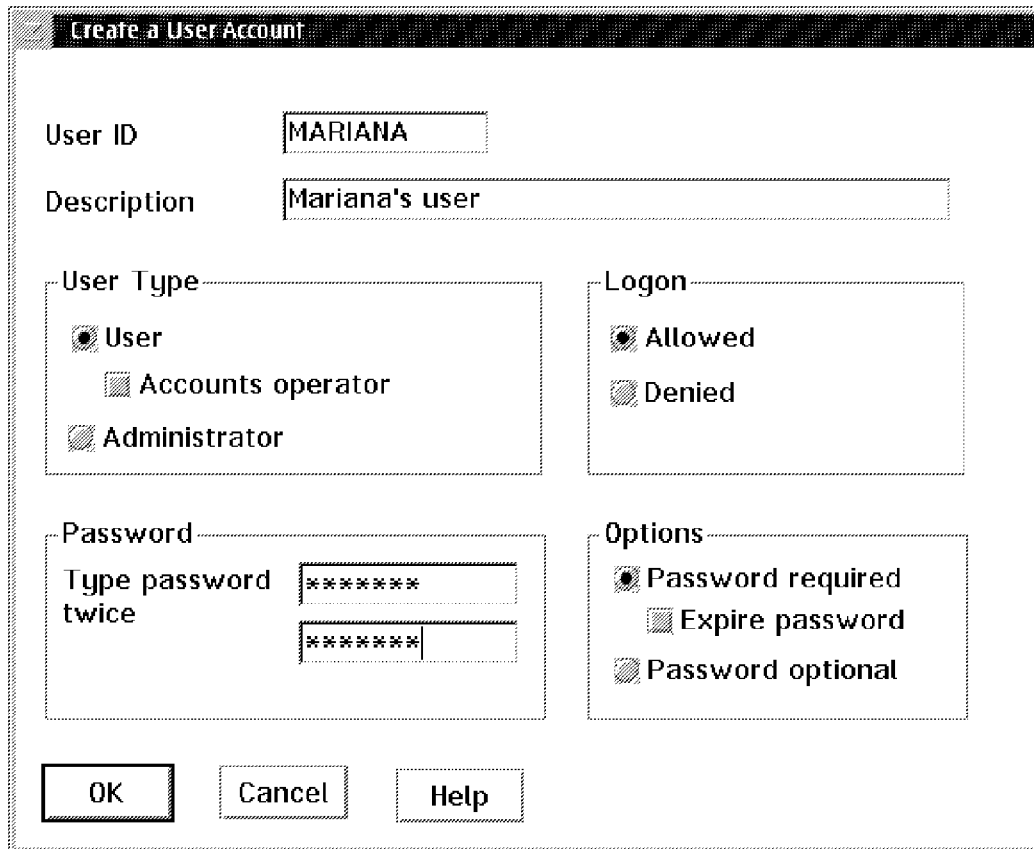 Create a User Account
User ID
MARIANA
Description
Mariana's user
User Type
User
Accounts operator
Administrator
Logon
Allowed
Denied
Password
Type password
twice
*******
*******
Options
Password required
Expire password
Password optional
OK
Cancel
Help